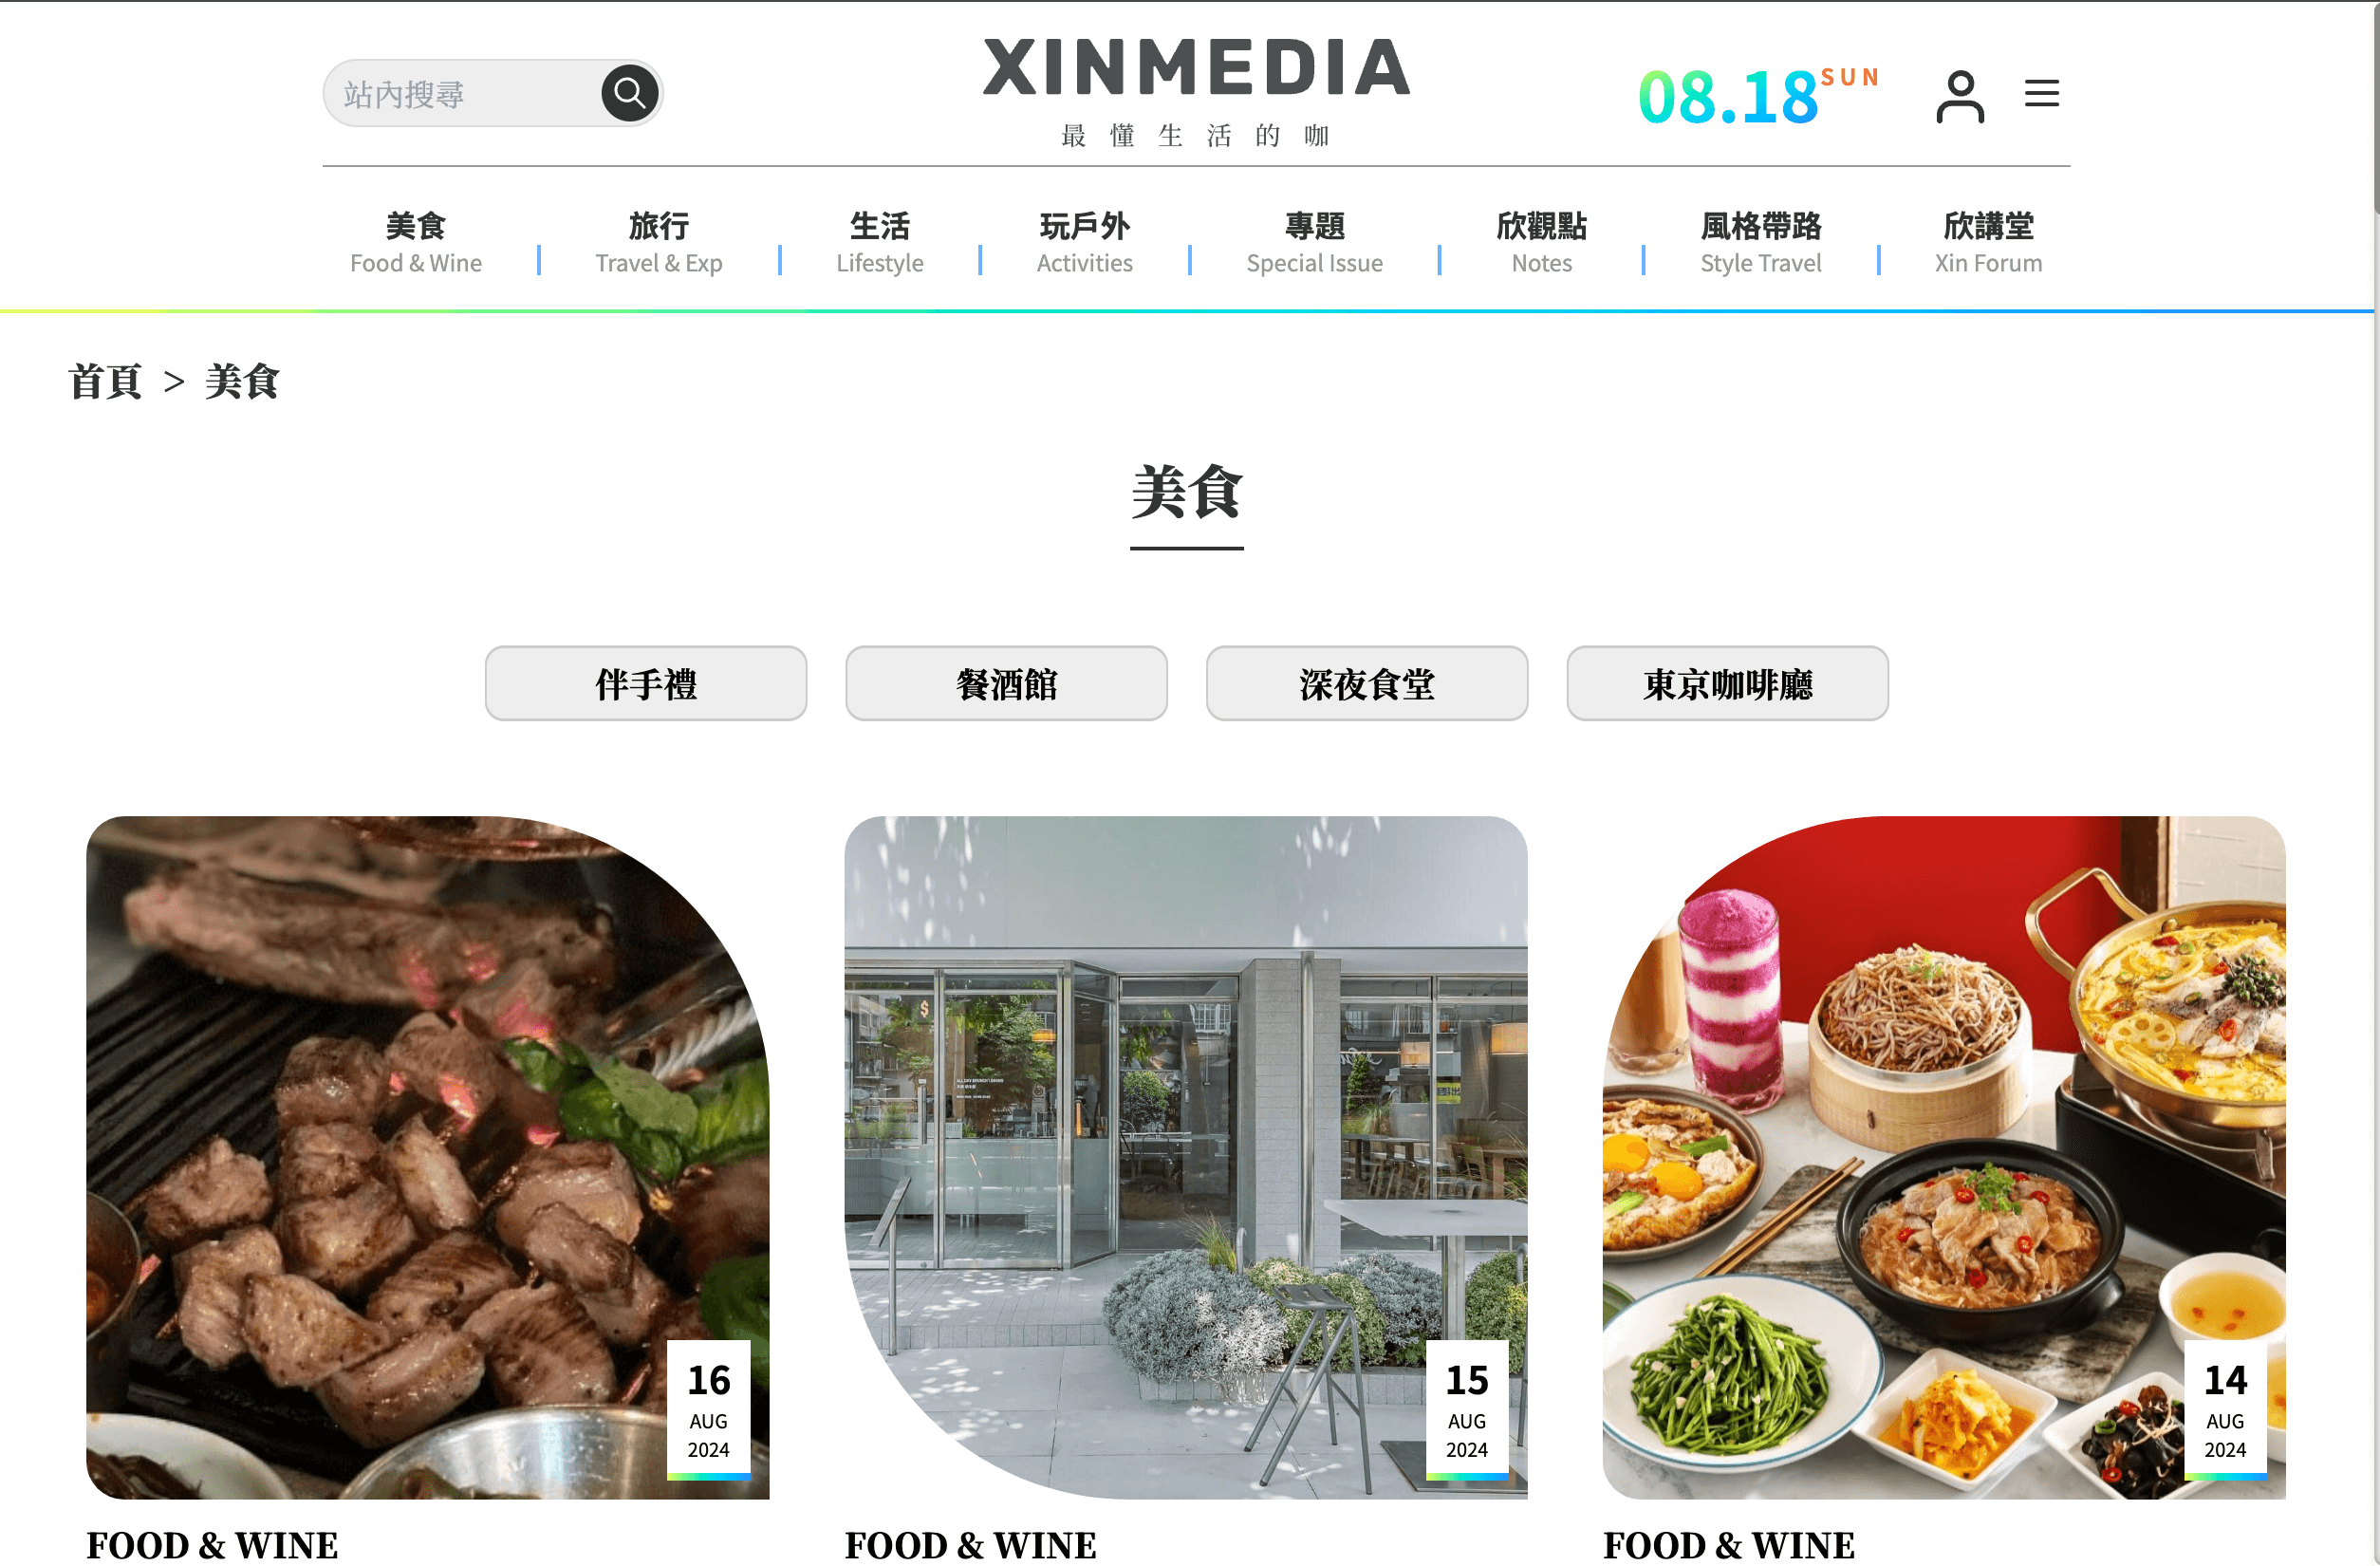 站內搜尋
XINMEDIA
最懂生活的咖
08.18 SUN
美食
Food & Wine
旅行
Travel & Exp
生活
Lifestyle
玩戶外
Activities
專題
Special Issue
欣觀點
Notes
風格帶路
Style Travel
欣講堂
Xin Forum
首頁 > 美食
美食
伴手禮
餐酒館
深夜食堂
東京咖啡廳
$
16
AUG
2024
15
AUG
2024
14
AUG
2024
FOOD & WINE
FOOD & WINE
FOOD & WINE